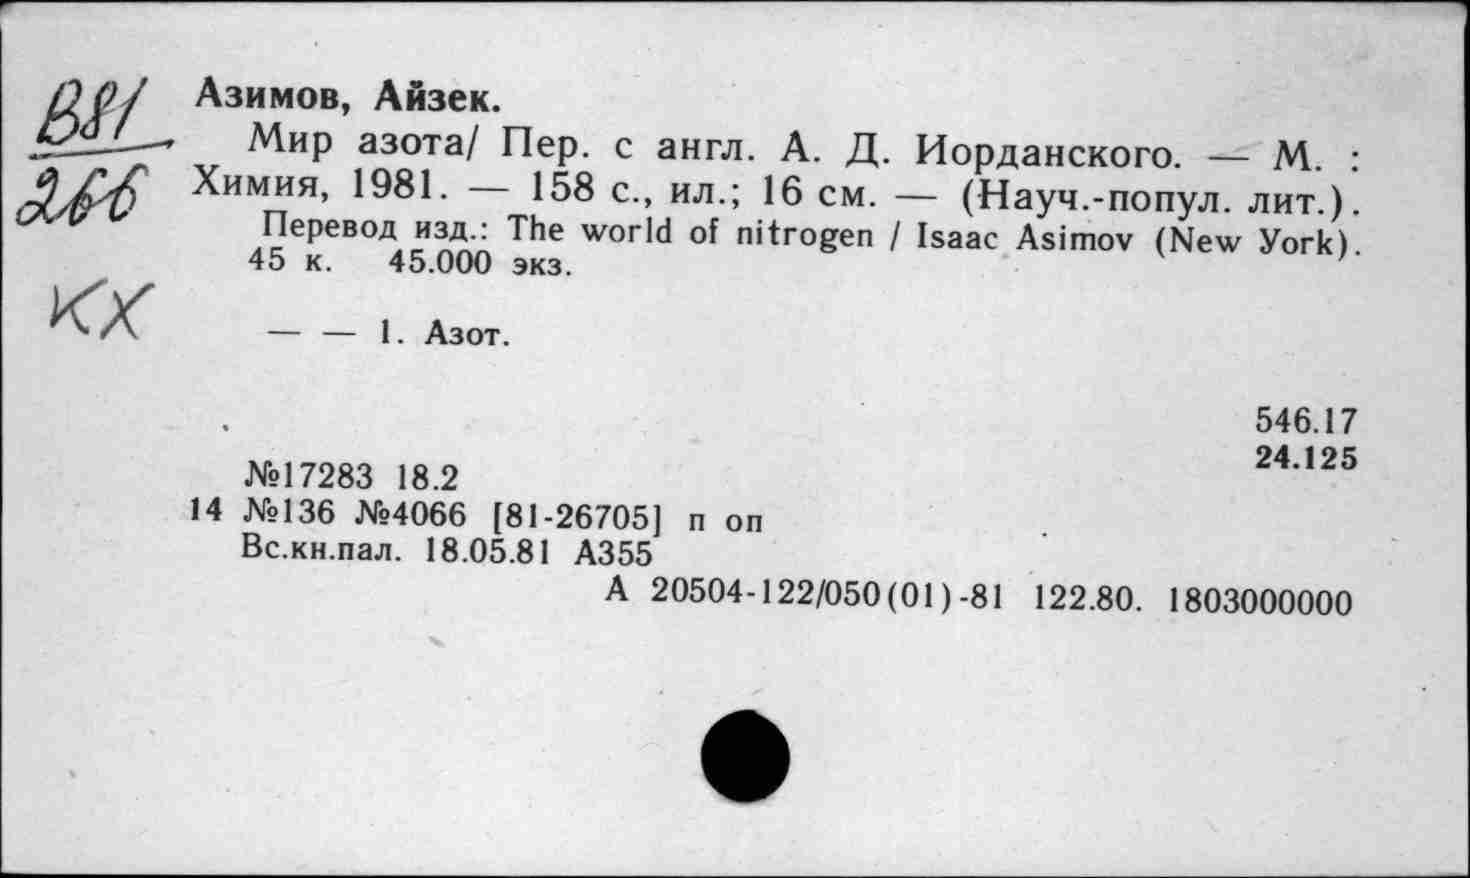 В81
266
КХ
Азимов, Айзек.
Мир азота/ Пер. с англ. А. Д. Иорданского. — М. :
Химия, 1981. — 158 с., ил.; 16 см. — (Науч.-попул. лит.).
Перевод изд.: The world of nitrogen / Isaac Asimov (New York).
45 к. 45.000 экз.
— — 1. Азот.
546.17
24.125
№17283 18.2
14 №136 №4066 [81-26705] п оп
Вс.кн.пал. 18.05.81 А355
А 20504-122/050(01)-81 122.80. 1803000000